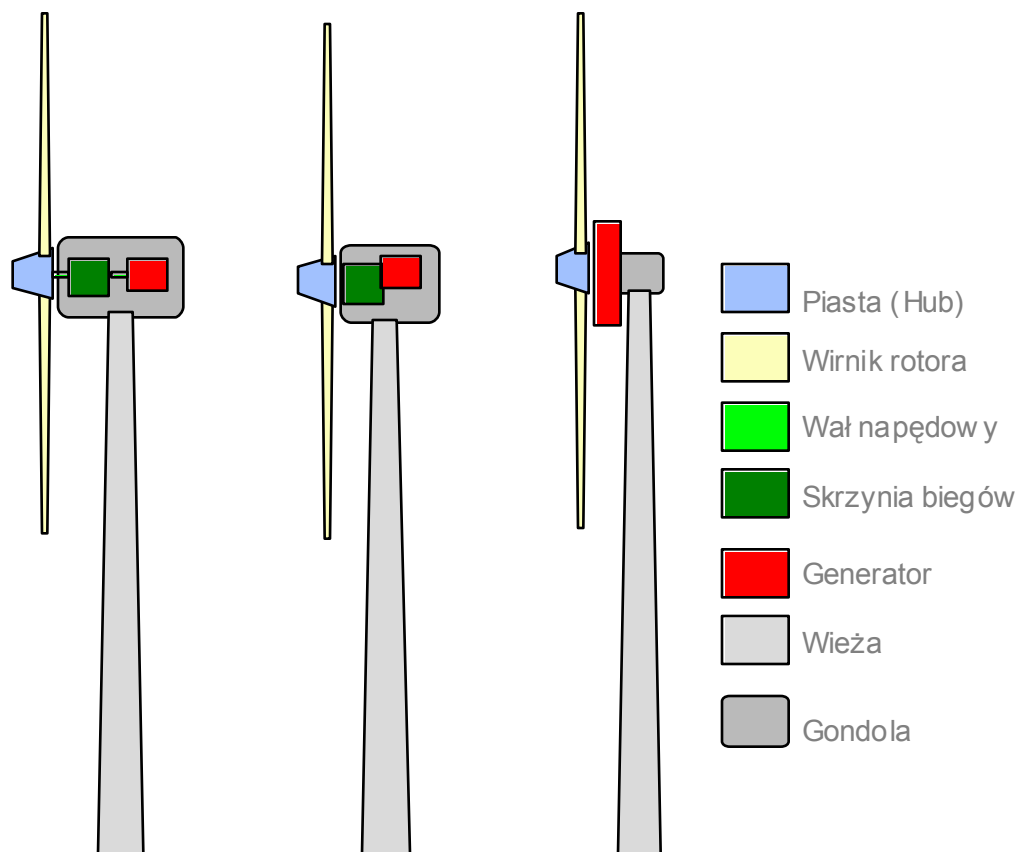 Piasta (Hub)
Wirnik rotora
Wał napędowy
Skrzynia biegów
Generator
Wieża
Gondola